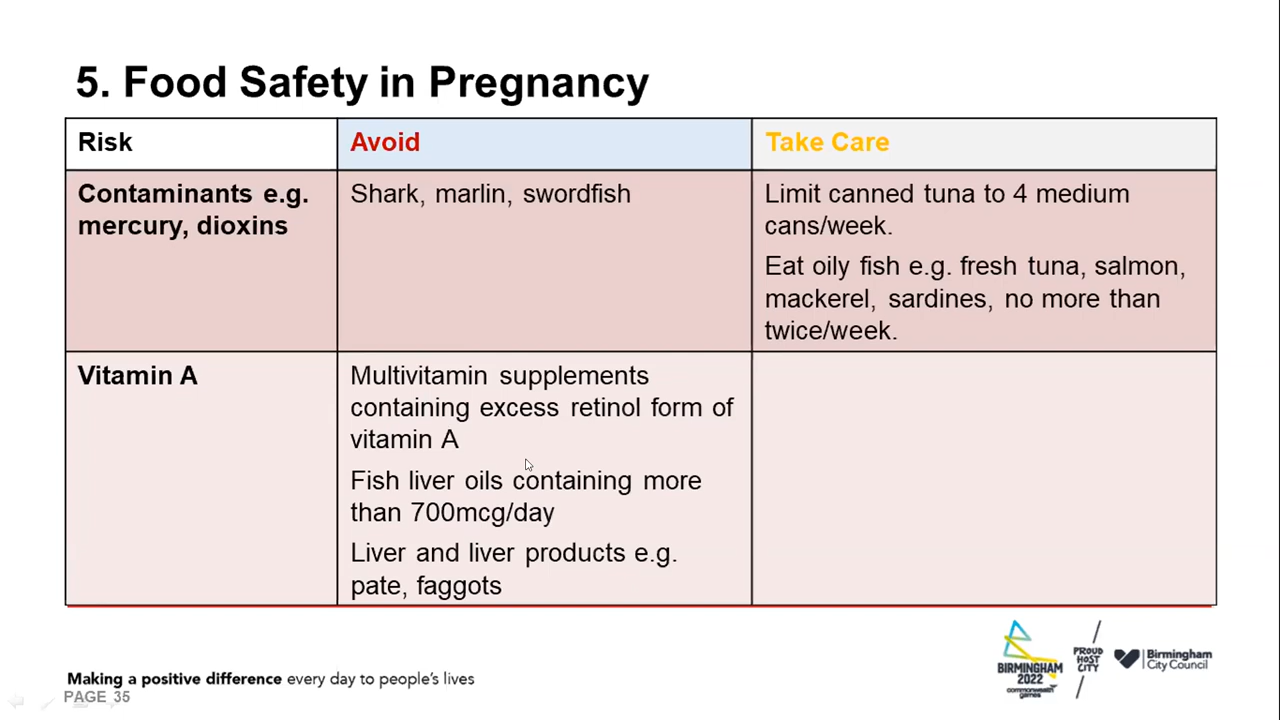 5. Food Safety in Pregnancy
Risk
Avoid
Take Care
Contaminants e.g.
mercury, dioxins
Shark, marlin, swordfish
Limit canned tuna to 4 medium
cans/week.
Eat oily fish e.g. fresh tuna, salmon,
mackerel, sardines, no more than
twice/week.
Vitamin A
Multivitamin supplements
containing excess retinol form of
vitamin A
Fish liver oils containing more
than 700mcg/day
Liver and liver products e.g.
pate, faggots
Making a positive difference every day to people's lives
PAGE 35
BIRMINGHAM
2022
commonwealth
games
PROUD
HOST
CITY
Birmingham
City Council